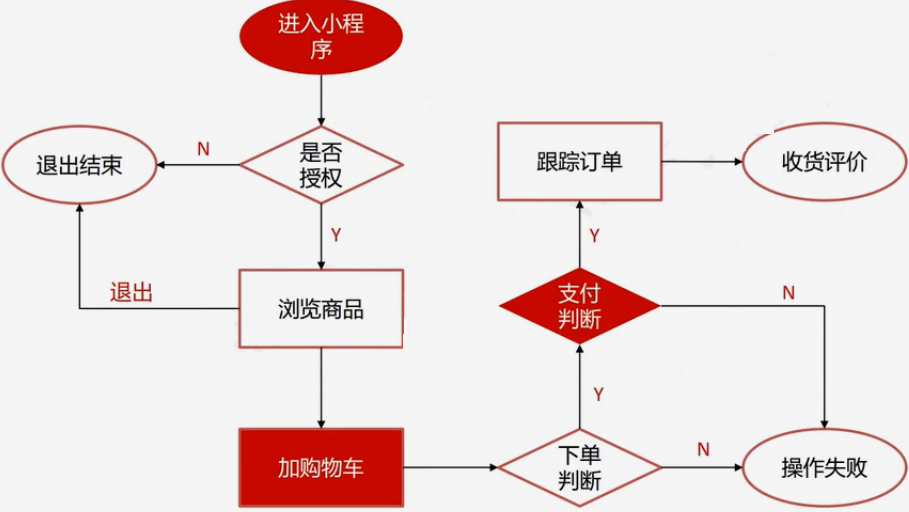 进入小程
序
是否
授权
N
退出结束
Y
退出
浏览商品
加购物车
下单
判断
N
操作失败
Y
支付
判断
N
Y
跟踪订单
收货评价